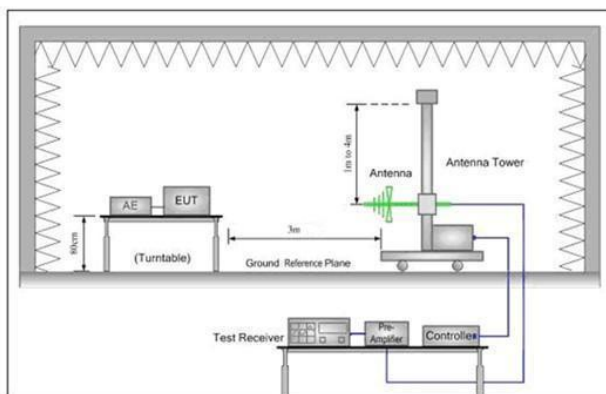 1m to 4m
Antenna
Antenna Tower
AE
EUT
80cm
(Turntable)
3m
Ground Reference Plane
Test Receiver
Pre-
Amplifier
Controller